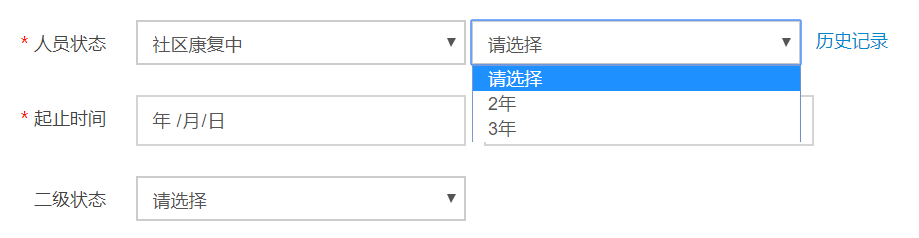 * 人员状态 社区康复中 ▼ 请选择 ▼ 历史记录
请选择
2年
3年
* 起止时间 年 /月/日
二级状态 请选择 ▼